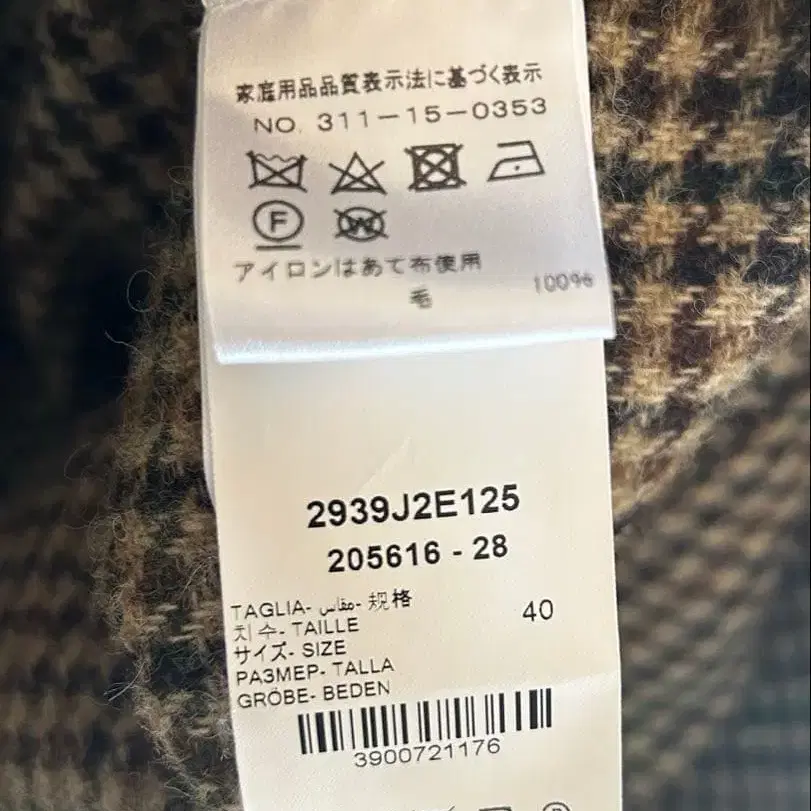 家庭用品品質表示法に基づく表示
NO. 311-15-0353
F
W
アイロンはあて布使用
毛 100%
2939J2E125
205616 - 28
TAGLIA- مقاس- 规格
치수- TAILLE
サイズ- SIZE
РАЗМЕР- TALLA
GRÖBE- BEDEN
40
3900721176